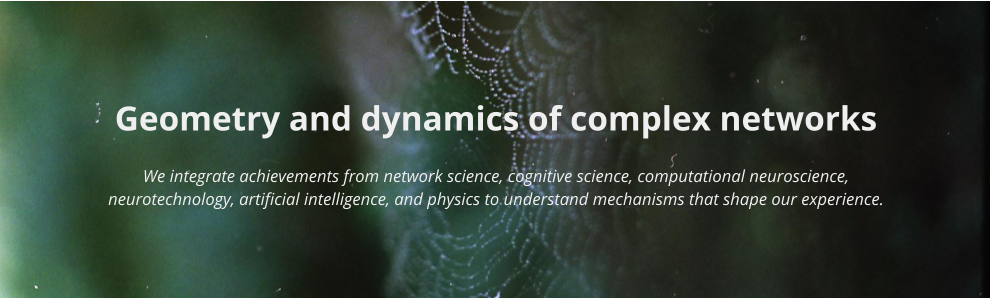 Geometry and dynamics of complex networks
We integrate achievements from network science, cognitive science, computational neuroscience,
neurotechnology, artificial intelligence, and physics to understand mechanisms that shape our experience.